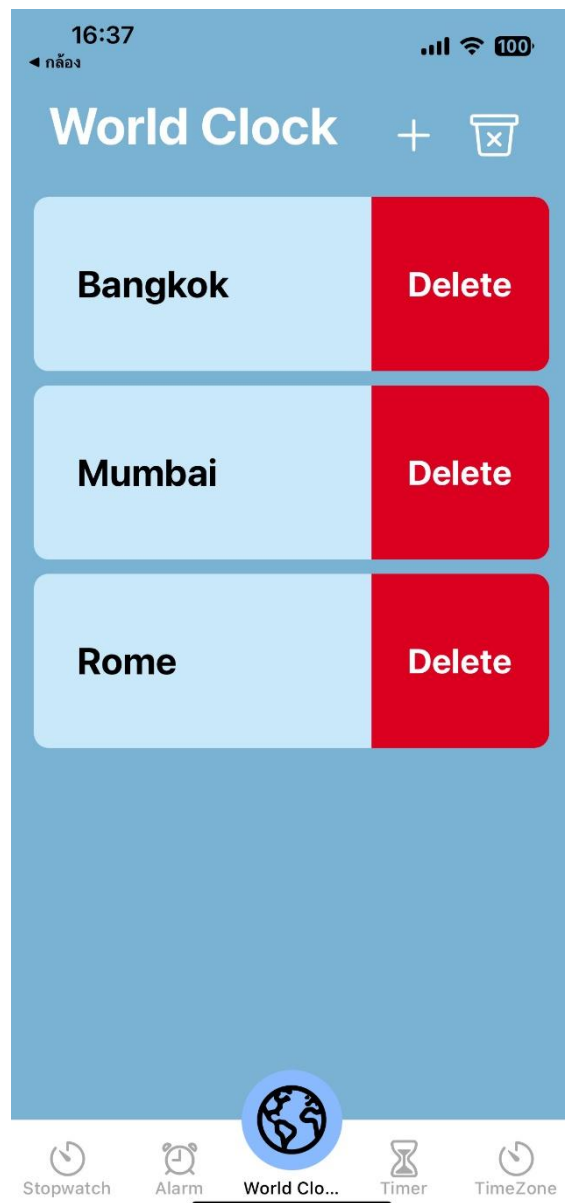 16:37
◀ กล้อง
100
World Clock
Bangkok Delete
Mumbai Delete
Rome Delete
Stopwatch Alarm World Clo... Timer TimeZone